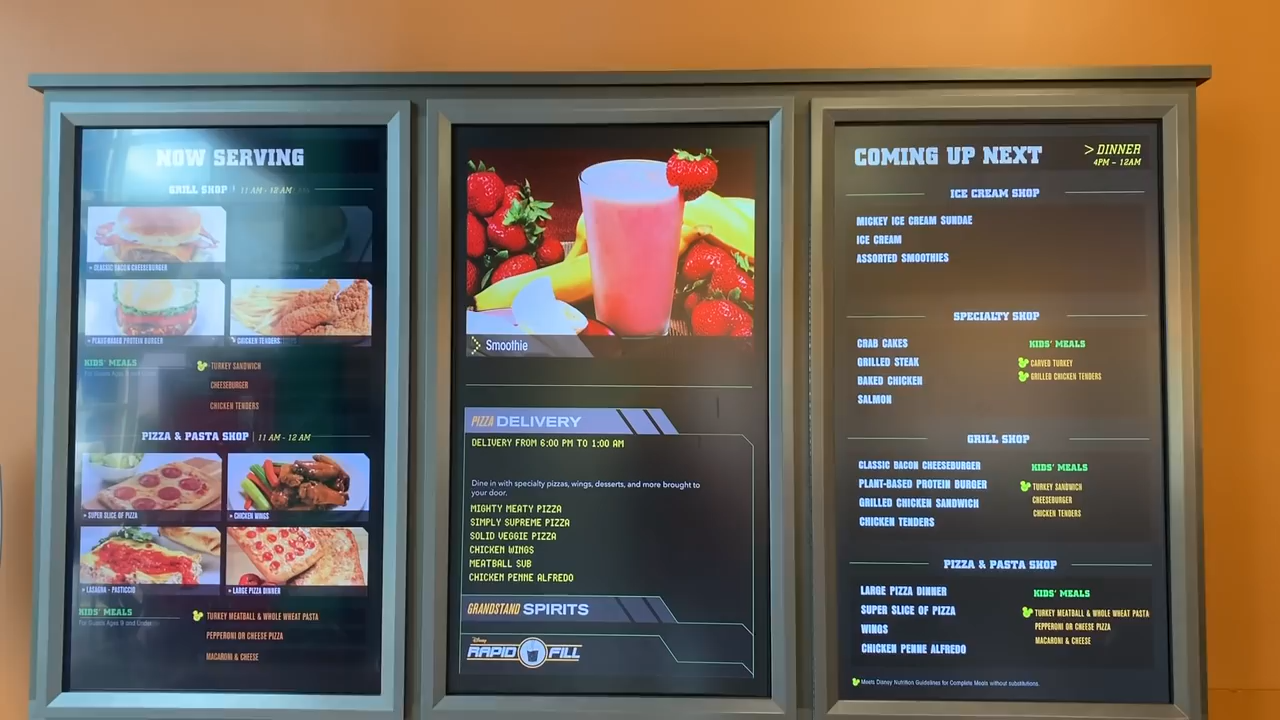 NOW SERVING
GRILL SHOP 11 AM - 12 AM
> CLASSIC BACON CHEESEBURGER
> PLANT-BASED PROTEIN BURGER
> CHICKEN TENDERS
KIDS' MEALS
For Guests Ages 9 and Under
TURKEY SANDWICH
CHEESEBURGER
CHICKEN TENDERS
PIZZA & PASTA SHOP 11 AM - 12 AM
> SUPER SLICE OF PIZZA
> CHICKEN WINGS
> LASAGNA - PASTICCIO
> LARGE PIZZA DINNER
KIDS' MEALS
For Guests Ages 9 and Under
TURKEY MEATBALL & WHOLE WHEAT PASTA
PEPPERONI OR CHEESE PIZZA
MACARONI & CHEESE
Smoothie
PIZZA DELIVERY
DELIVERY FROM 6:00 PM TO 1:00 AM
Dine in with specialty pizzas, wings, desserts, and more brought to
your door.
MIGHTY MEATY PIZZA
SIMPLY SUPREME PIZZA
SOLID VEGGIE PIZZA
CHICKEN WINGS
MEATBALL SUB
CHICKEN PENNE ALFREDO
GRANDSTAND SPIRITS
Disney
RAPID FILL
COMING UP NEXT
> DINNER
4PM - 12AM
ICE CREAM SHOP
MICKEY ICE CREAM SUNDAE
ICE CREAM
ASSORTED SMOOTHIES
SPECIALTY SHOP
CRAB CAKES
GRILLED STEAK
BAKED CHICKEN
SALMON
KIDS' MEALS
CARVED TURKEY
GRILLED CHICKEN TENDERS
GRILL SHOP
CLASSIC BACON CHEESEBURGER
PLANT-BASED PROTEIN BURGER
GRILLED CHICKEN SANDWICH
CHICKEN TENDERS
KIDS' MEALS
TURKEY SANDWICH
CHEESEBURGER
CHICKEN TENDERS
PIZZA & PASTA SHOP
LARGE PIZZA DINNER
SUPER SLICE OF PIZZA
WINGS
CHICKEN PENNE ALFREDO
KIDS' MEALS
TURKEY MEATBALL & WHOLE WHEAT PASTA
PEPPERONI OR CHEESE PIZZA
MACARONI & CHEESE
Meets Disney Nutrition Guidelines for Complete Meals without substitutions.